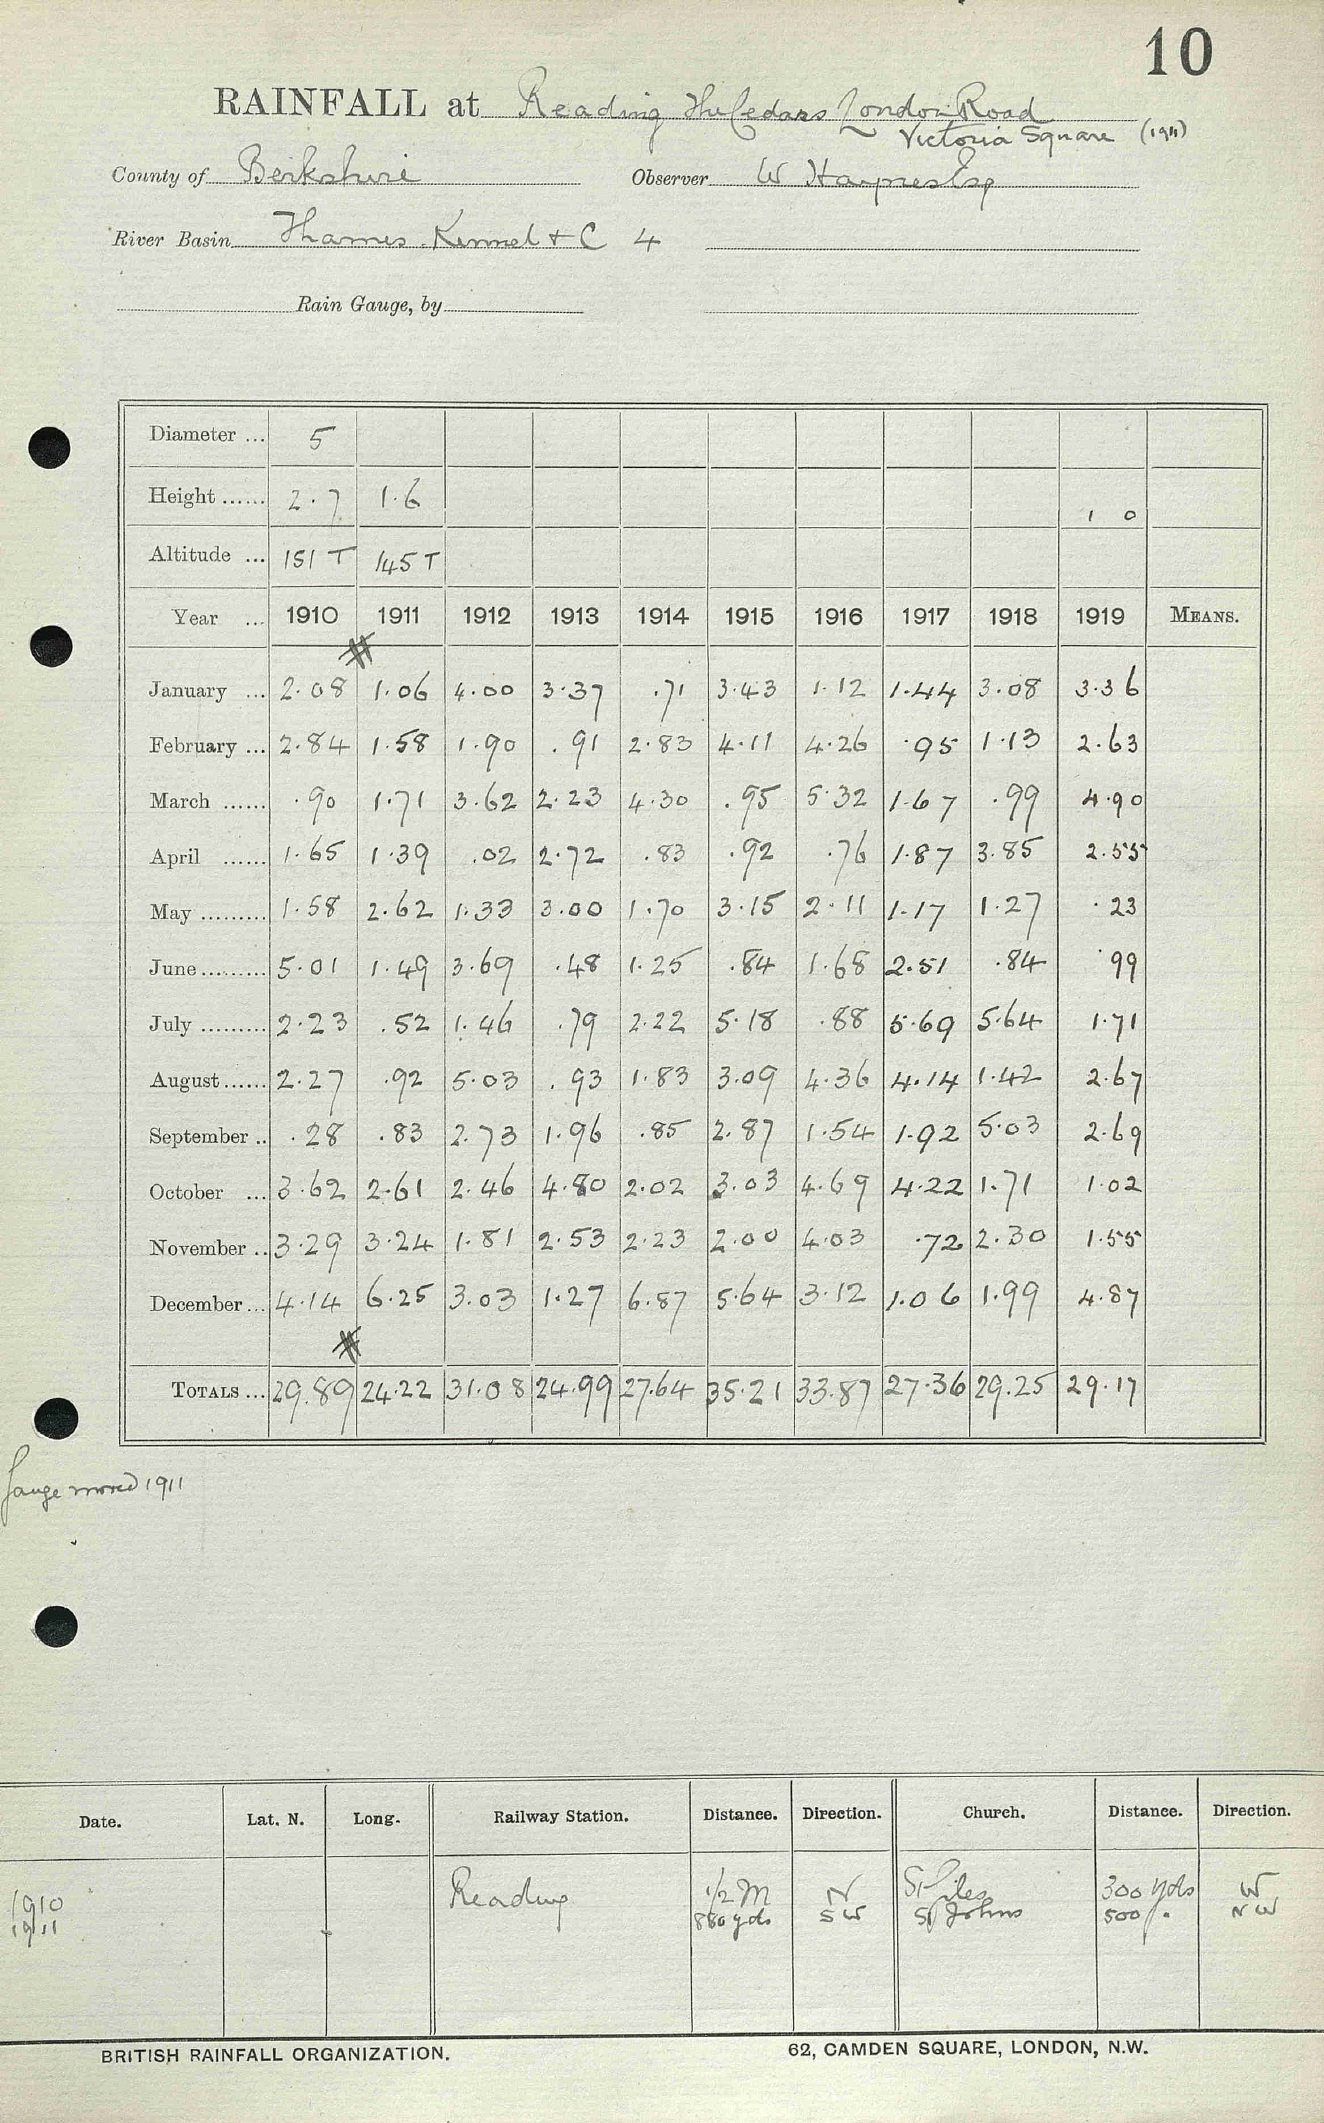 10
RAINFALL at Reading The Cedars London Road
Victoria Square (1911)
County of Berkshire Observer W Haynes Esq
River Basin Thames. Kennet & C 4
Rain Gauge, by
Diameter ... 5
Height ...... 2.7 1.6 1 0
Altitude ... 151 T 145 T
Year ... 1910 1911 1912 1913 1914 1915 1916 1917 1918 1919 MEANS.
January ... 2.08 1.06 4.00 3.37 .71 3.43 1.12 1.44 3.08 3.36
February ... 2.84 1.58 1.90 .91 2.83 4.11 4.26 .95 1.13 2.63
March ...... .90 1.71 3.62 2.23 4.30 .95 5.32 1.67 .99 4.90
April ...... 1.65 1.39 .02 2.72 .83 .92 .76 1.87 3.85 2.55
May ......... 1.58 2.62 1.33 3.00 1.70 3.15 2.11 1.17 1.27 .23
June ......... 5.01 1.49 3.69 .48 1.25 .84 1.68 2.51 .84 .99
July ......... 2.23 .52 1.46 .79 2.22 5.18 .88 5.69 5.64 1.71
August ...... 2.27 .92 5.03 .93 1.83 3.09 4.36 4.14 1.42 2.67
September .. .28 .83 2.73 1.96 .85 2.87 1.54 1.92 5.03 2.69
October ... 3.62 2.61 2.46 4.80 2.02 3.03 4.69 4.22 1.71 1.02
November .. 3.29 3.24 1.81 2.53 2.23 2.00 4.03 .72 2.30 1.55
December ... 4.14 6.25 3.03 1.27 6.87 5.64 3.12 1.06 1.99 4.87
TOTALS ... 29.89 24.22 31.08 24.99 27.64 35.21 33.87 27.36 29.25 29.17
Gauge moved 1911
Date. Lat. N. Long. Railway Station. Distance. Direction. Church. Distance. Direction.
1910 Reading 1/2 M N St Giles 300 yds W
1911 880 yds SW St Johns 500 " NW
BRITISH RAINFALL ORGANIZATION. 62, CAMDEN SQUARE, LONDON, N.W.